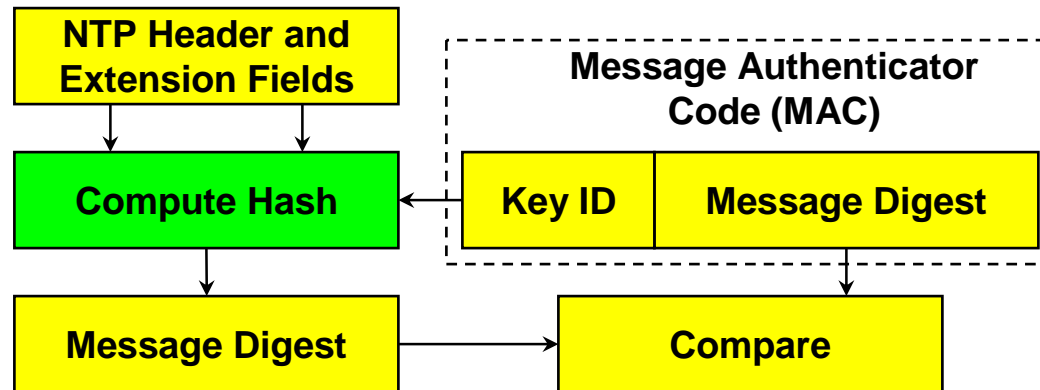 NTP Header and
Extension Fields
Message Authenticator
Code (MAC)
Compute Hash
Key ID
Message Digest
Message Digest
Compare